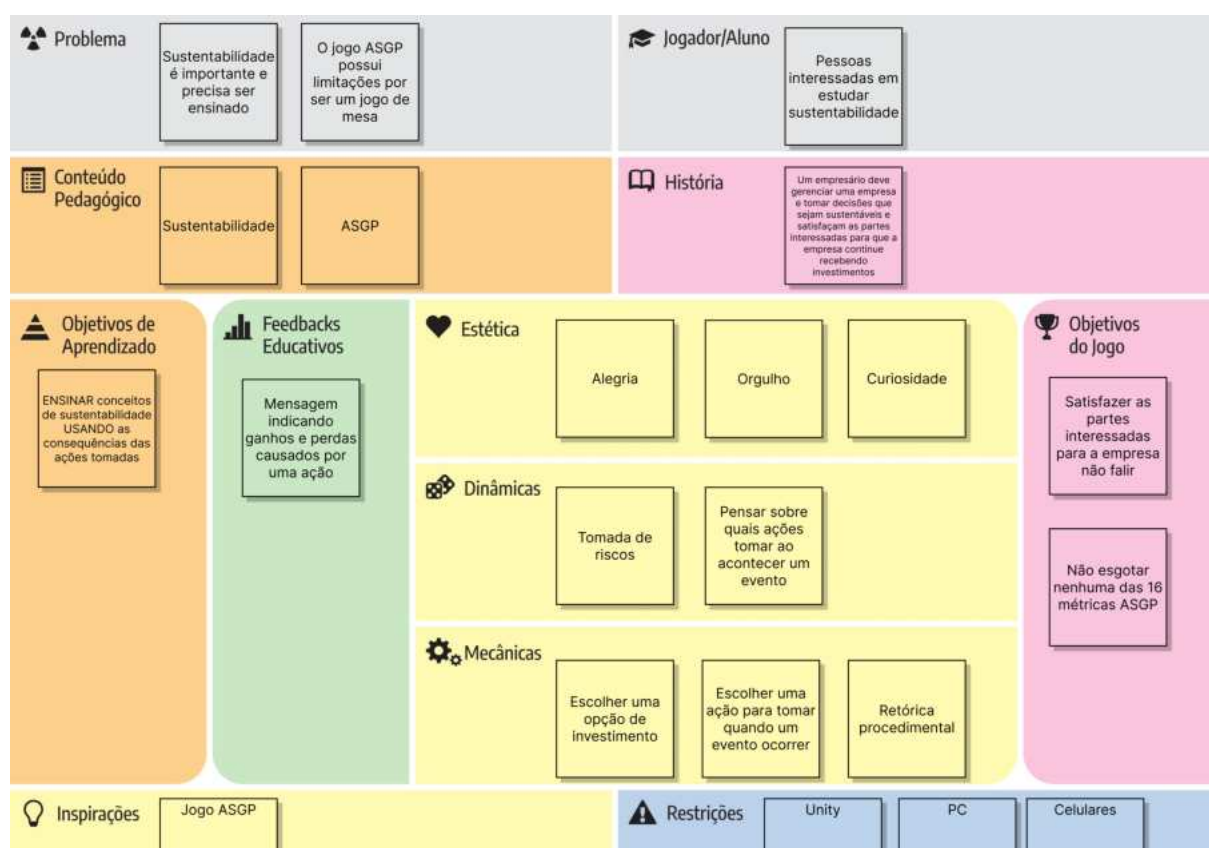 Problema
Sustentabilidade
é importante e
precisa ser
ensinado
O jogo ASGP
possui
limitações por
ser um jogo de
mesa
Jogador/Aluno
Pessoas
interessadas em
estudar
sustentabilidade
Conteúdo
Pedagógico
Sustentabilidade
ASGP
História
Um empresário deve
gerenciar uma empresa
e tomar decisões que
sejam sustentáveis e
satisfaçam as partes
interessadas para que a
empresa continue
recebendo
investimentos
Objetivos de
Aprendizado
ENSINAR conceitos
de sustentabilidade
USANDO as
consequências das
ações tomadas
Feedbacks
Educativos
Mensagem
indicando
ganhos e perdas
causados por
uma ação
Estética
Alegria
Orgulho
Curiosidade
Dinâmicas
Tomada de
riscos
Pensar sobre
quais ações
tomar ao
acontecer um
evento
Mecânicas
Escolher uma
opção de
investimento
Escolher uma
ação para tomar
quando um
evento ocorrer
Retórica
procedimental
Objetivos
do Jogo
Satisfazer as
partes
interessadas
para a empresa
não falir
Não esgotar
nenhuma das 16
métricas ASGP
Inspirações
Jogo ASGP
Restrições
Unity
PC
Celulares